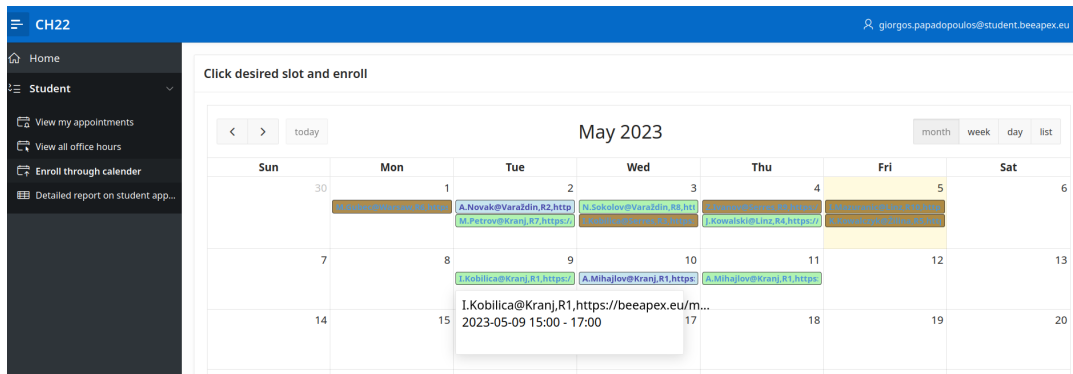 CH22
giorgos.papadopoulos@student.beeapex.eu
Home
Student
View my appointments
View all office hours
Enroll through calender
Detailed report on student app...
Click desired slot and enroll
today
May 2023
month week day list
Sun Mon Tue Wed Thu Fri Sat
30 1 2 3 4 5 6
A.Novak@Varaždin,R2,http N.Sokolov@Varaždin,R8,htt
M.Petrov@Kranj,R7,https:// J.Kowalski@Linz,R4,https://
7 8 9 10 11 12 13
I.Kobilica@Kranj,R1,https:/ A.Mihajlov@Kranj,R1,https: A.Mihajlov@Kranj,R1,https:
I.Kobilica@Kranj,R1,https://beeapex.eu/m...
2023-05-09 15:00 - 17:00
14 15 17 18 19 20